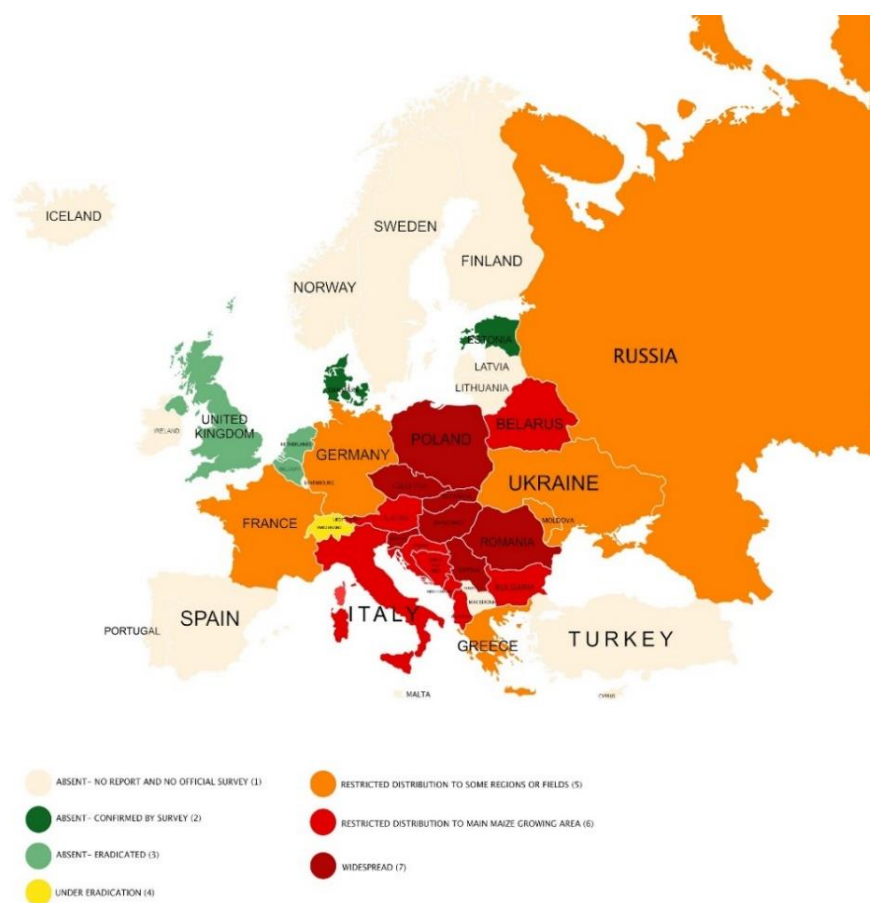 ICELAND
SWEDEN
FINLAND
NORWAY
ESTONIA
RUSSIA
LATVIA
LITHUANIA
IRELAND
UNITED
KINGDOM
BELARUS
POLAND
GERMANY
UKRAINE
FRANCE
MOLDOVA
ROMANIA
BULGARIA
SPAIN
PORTUGAL
ITALY
GREECE
TURKEY
MALTA
CYPRUS
ABSENT- NO REPORT AND NO OFFICIAL SURVEY (1)
ABSENT- CONFIRMED BY SURVEY (2)
ABSENT- ERADICATED (3)
UNDER ERADICATION (4)
RESTRICTED DISTRIBUTION TO SOME REGIONS OR FIELDS (5)
RESTRICTED DISTRIBUTION TO MAIN MAIZE GROWING AREA (6)
WIDESPREAD (7)